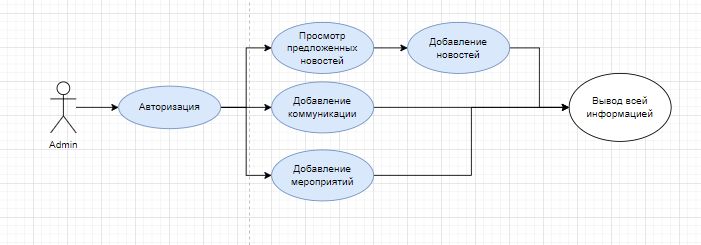 Просмотр
предложенных
новостей
Добавление
новостей
Авторизация
Добавление
коммуникации
Вывод всей
информацией
Admin
Добавление
мероприятий